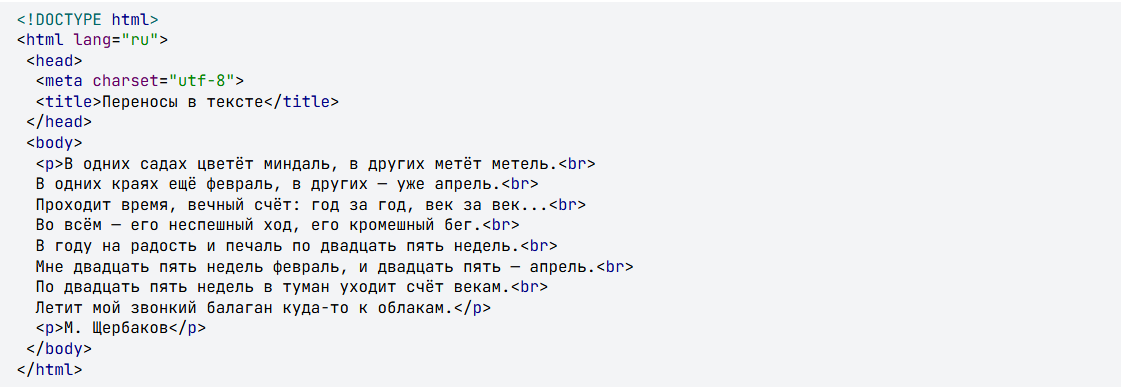 <!DOCTYPE html>
<html lang="ru">
<head>
<meta charset="utf-8">
<title>Переносы в тексте</title>
</head>
<body>
<p>В одних садах цветёт миндаль, в других метёт метель.<br>
В одних краях ещё февраль, в других — уже апрель.<br>
Проходит время, вечный счёт: год за год, век за век...<br>
Во всём — его неспешный ход, его кромешный бег.<br>
В году на радость и печаль по двадцать пять недель.<br>
Мне двадцать пять недель февраль, и двадцать пять — апрель.<br>
По двадцать пять недель в туман уходит счёт векам.<br>
Летит мой звонкий балаган куда-то к облакам.</p>
<p>М. Щербаков</p>
</body>
</html>